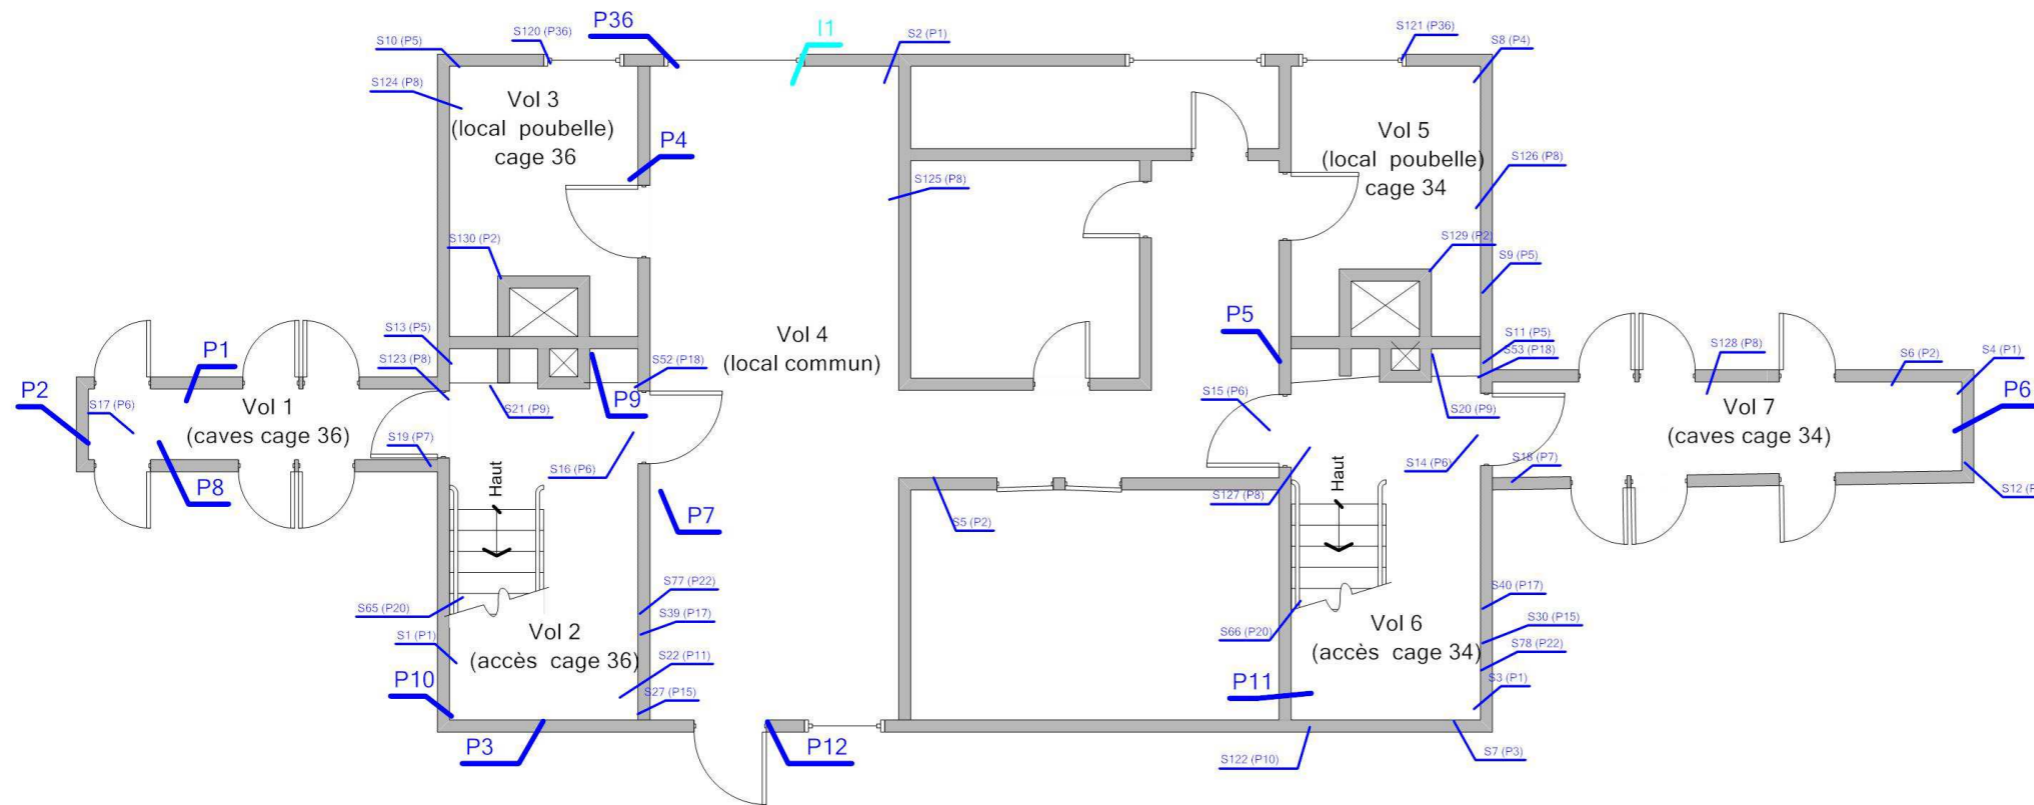 P36
I1
S10 (P5)
S120 (P36)
S2 (P1)
S121 (P36)
S8 (P4)
S124 (P8)
Vol 3
(local poubelle)
cage 36
P4
Vol 5
(local poubelle)
cage 34
S126 (P8)
S125 (P8)
S130 (P2)
S129 (P2)
S9 (P5)
P5
S13 (P5)
S123 (P8)
Vol 4
(local commun)
S11 (P5)
S53 (P18)
S52 (P18)
P1
P2
S17 (P6)
Vol 1
(caves cage 36)
S21 (P9)
P9
S128 (P8)
S6 (P2)
S4 (P1)
P6
Vol 7
(caves cage 34)
S15 (P6)
S20 (P9)
S19 (P7)
S16 (P6)
S14 (P6)
S18 (P7)
P8
Haut
P7
S5 (P2)
S127 (P8)
Haut
S12 (P
S77 (P22)
S65 (P20)
S39 (P17)
S1 (P1)
Vol 2
(accès cage 36)
S22 (P11)
S27 (P15)
P10
P3
P12
S40 (P17)
S30 (P15)
S66 (P20)
Vol 6
(accès cage 34)
S78 (P22)
P11
S3 (P1)
S122 (P10)
S7 (P3)